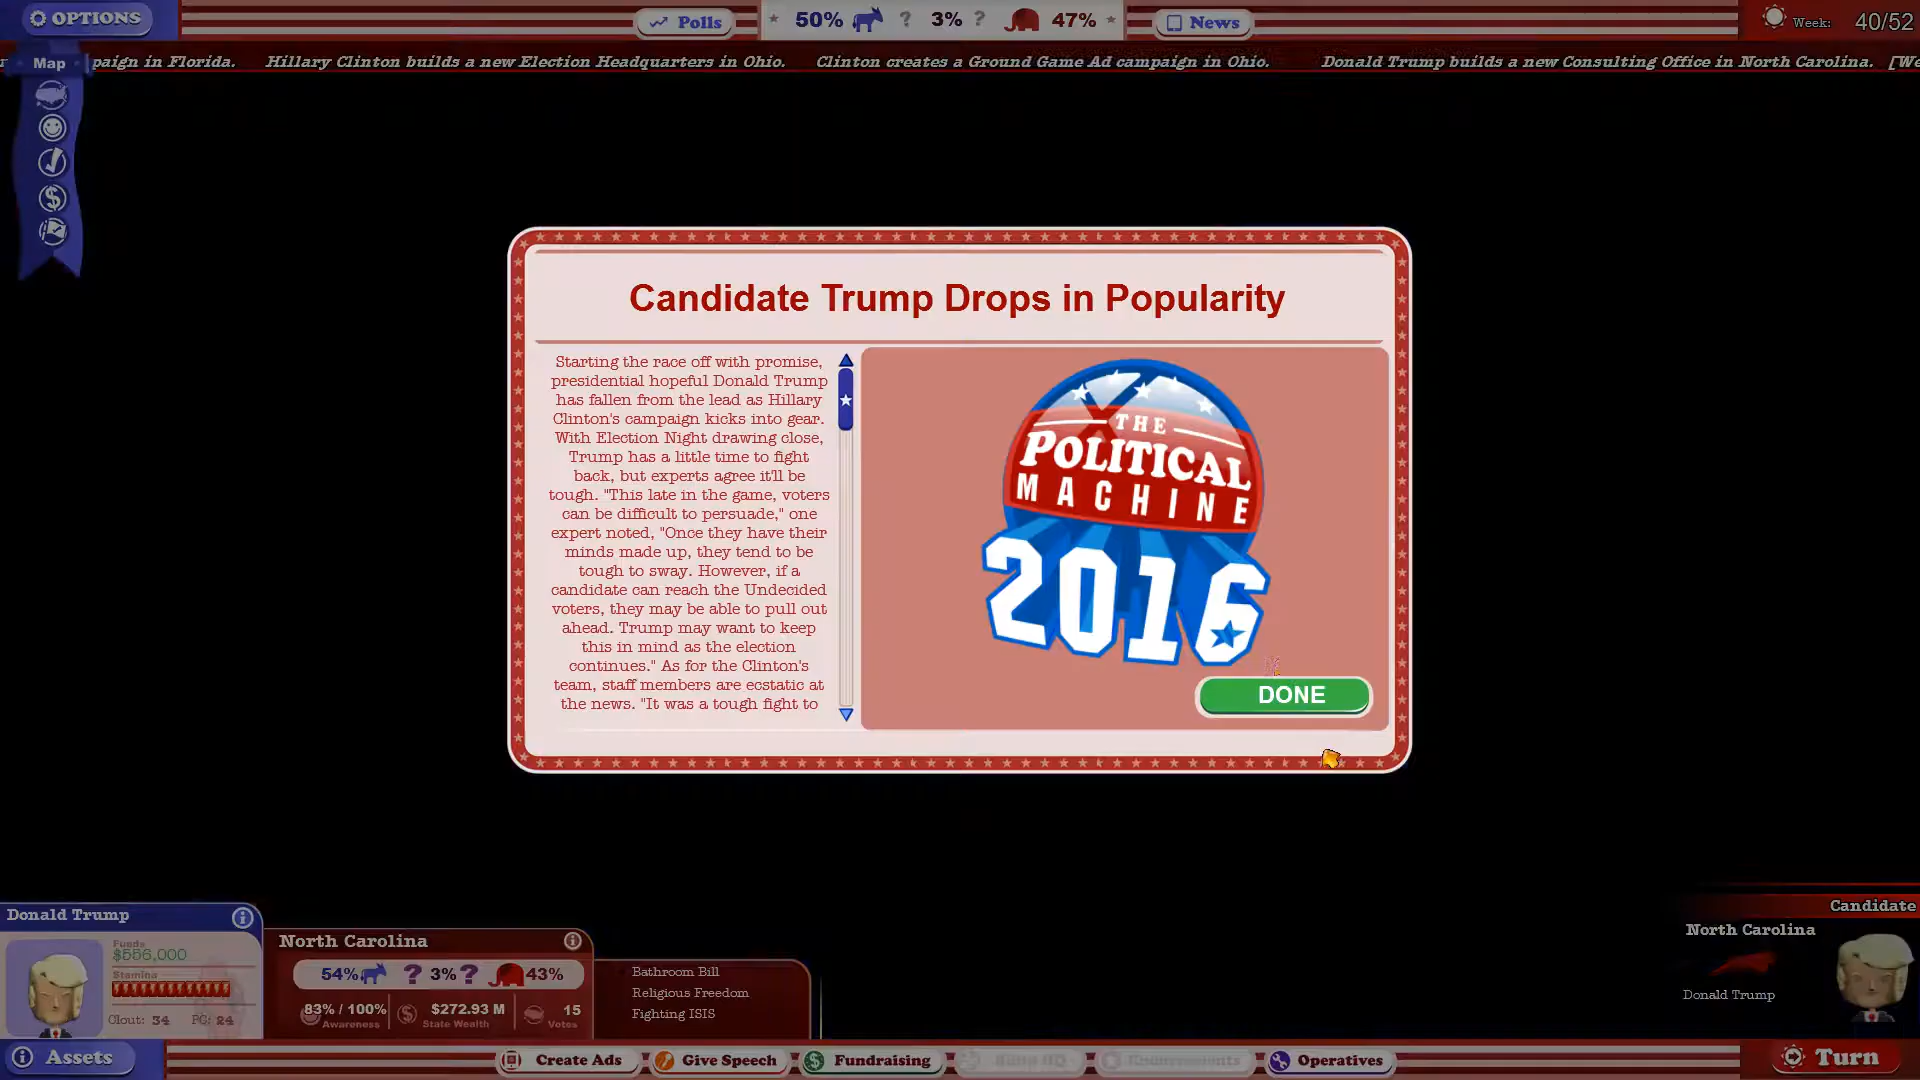 OPTIONS
Polls
50% ? 3% ? 47%
News
Week: 40/52
Map
paign in Florida. Hillary Clinton builds a new Election Headquarters in Ohio. Clinton creates a Ground Game Ad campaign in Ohio. Donald Trump builds a new Consulting Office in North Carolina. [We
Candidate Trump Drops in Popularity
Starting the race off with promise,
presidential hopeful Donald Trump
has fallen from the lead as Hillary
Clinton's campaign kicks into gear.
With Election Night drawing close,
Trump has a little time to fight
back, but experts agree it'll be
tough. "This late in the game, voters
can be difficult to persuade," one
expert noted, "Once they have their
minds made up, they tend to be
tough to sway. However, if a
candidate can reach the Undecided
voters, they may be able to pull out
ahead. Trump may want to keep
this in mind as the election
continues." As for the Clinton's
team, staff members are ecstatic at
the news. "It was a tough fight to
THE
POLITICAL
MACHINE
2016
DONE
Donald Trump
Funds
$556,000
Stamina
Clout: 34 PC: 24
North Carolina
54% ? 3% ? 43%
83% / 100%
Awareness
$272.93 M
State Wealth
15
Votes
Bathroom Bill
Religious Freedom
Fighting ISIS
Candidate
North Carolina
Donald Trump
Assets
Create Ads
Give Speech
Fundraising
Build HQ
Endorsements
Operatives
Turn